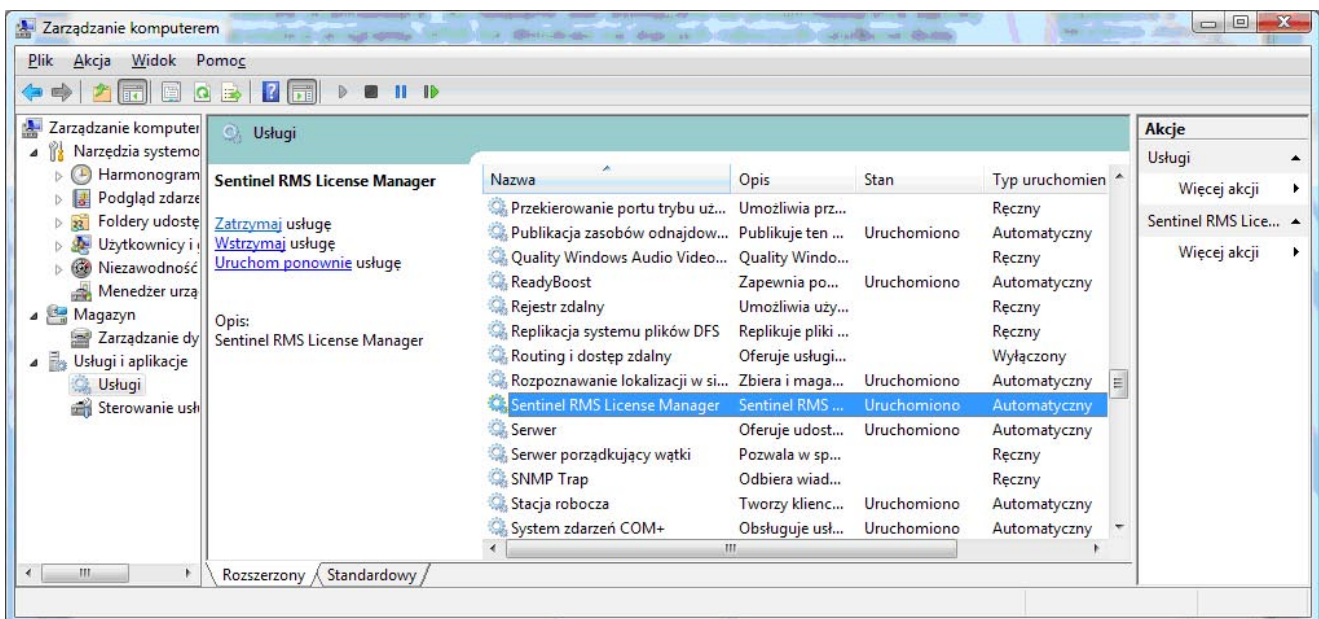 Zarządzanie komputerem
Plik Akcja Widok Pomoc
Zarządzanie komputer
Narzędzia systemo
Harmonogram
Podgląd zdarze
Foldery udostę
Użytkownicy i
Niezawodność
Menedżer urzą
Magazyn
Zarządzanie dy
Usługi i aplikacje
Usługi
Sterowanie usłu
Usługi
Sentinel RMS License Manager
Zatrzymaj usługę
Wstrzymaj usługę
Uruchom ponownie usługę
Opis:
Sentinel RMS License Manager
Nazwa Opis Stan Typ uruchomien
Przekierowanie portu trybu uż... Umożliwia prz... Ręczny
Publikacja zasobów odnajdow... Publikuje ten ... Uruchomiono Automatyczny
Quality Windows Audio Video... Quality Windo... Ręczny
ReadyBoost Zapewnia po... Uruchomiono Automatyczny
Rejestr zdalny Umożliwia uży... Ręczny
Replikacja systemu plików DFS Replikuje pliki ... Ręczny
Routing i dostęp zdalny Oferuje usługi... Wyłączony
Rozpoznawanie lokalizacji w si... Zbiera i maga... Uruchomiono Automatyczny
Sentinel RMS License Manager Sentinel RMS ... Uruchomiono Automatyczny
Serwer Oferuje udost... Uruchomiono Automatyczny
Serwer porządkujący wątki Pozwala w sp... Ręczny
SNMP Trap Odbiera wiad... Ręczny
Stacja robocza Tworzy klienc... Uruchomiono Automatyczny
System zdarzeń COM+ Obsługuje usł... Uruchomiono Automatyczny
Rozszerzony Standardowy
Akcje
Usługi
Więcej akcji
Sentinel RMS Lice...
Więcej akcji